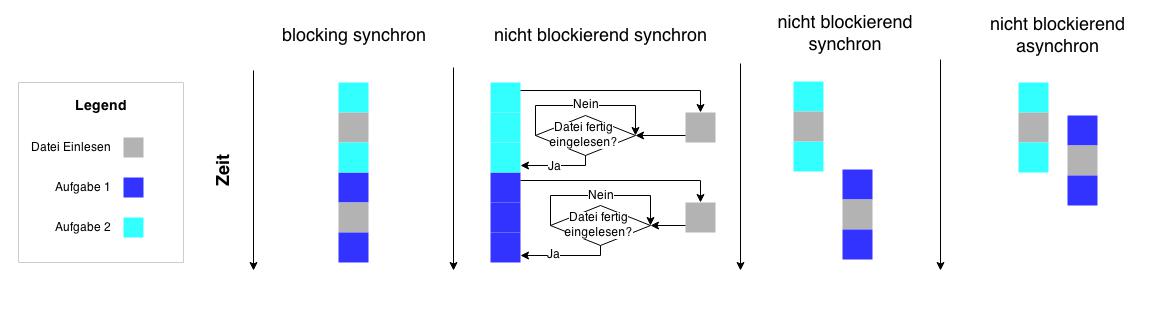 blocking synchron
nicht blockierend synchron
nicht blockierend
synchron
nicht blockierend
asynchron
Legend
Datei Einlesen
Aufgabe 1
Aufgabe 2
Zeit
Nein
Datei fertig
eingelesen?
Ja
Nein
Datei fertig
eingelesen?
Ja